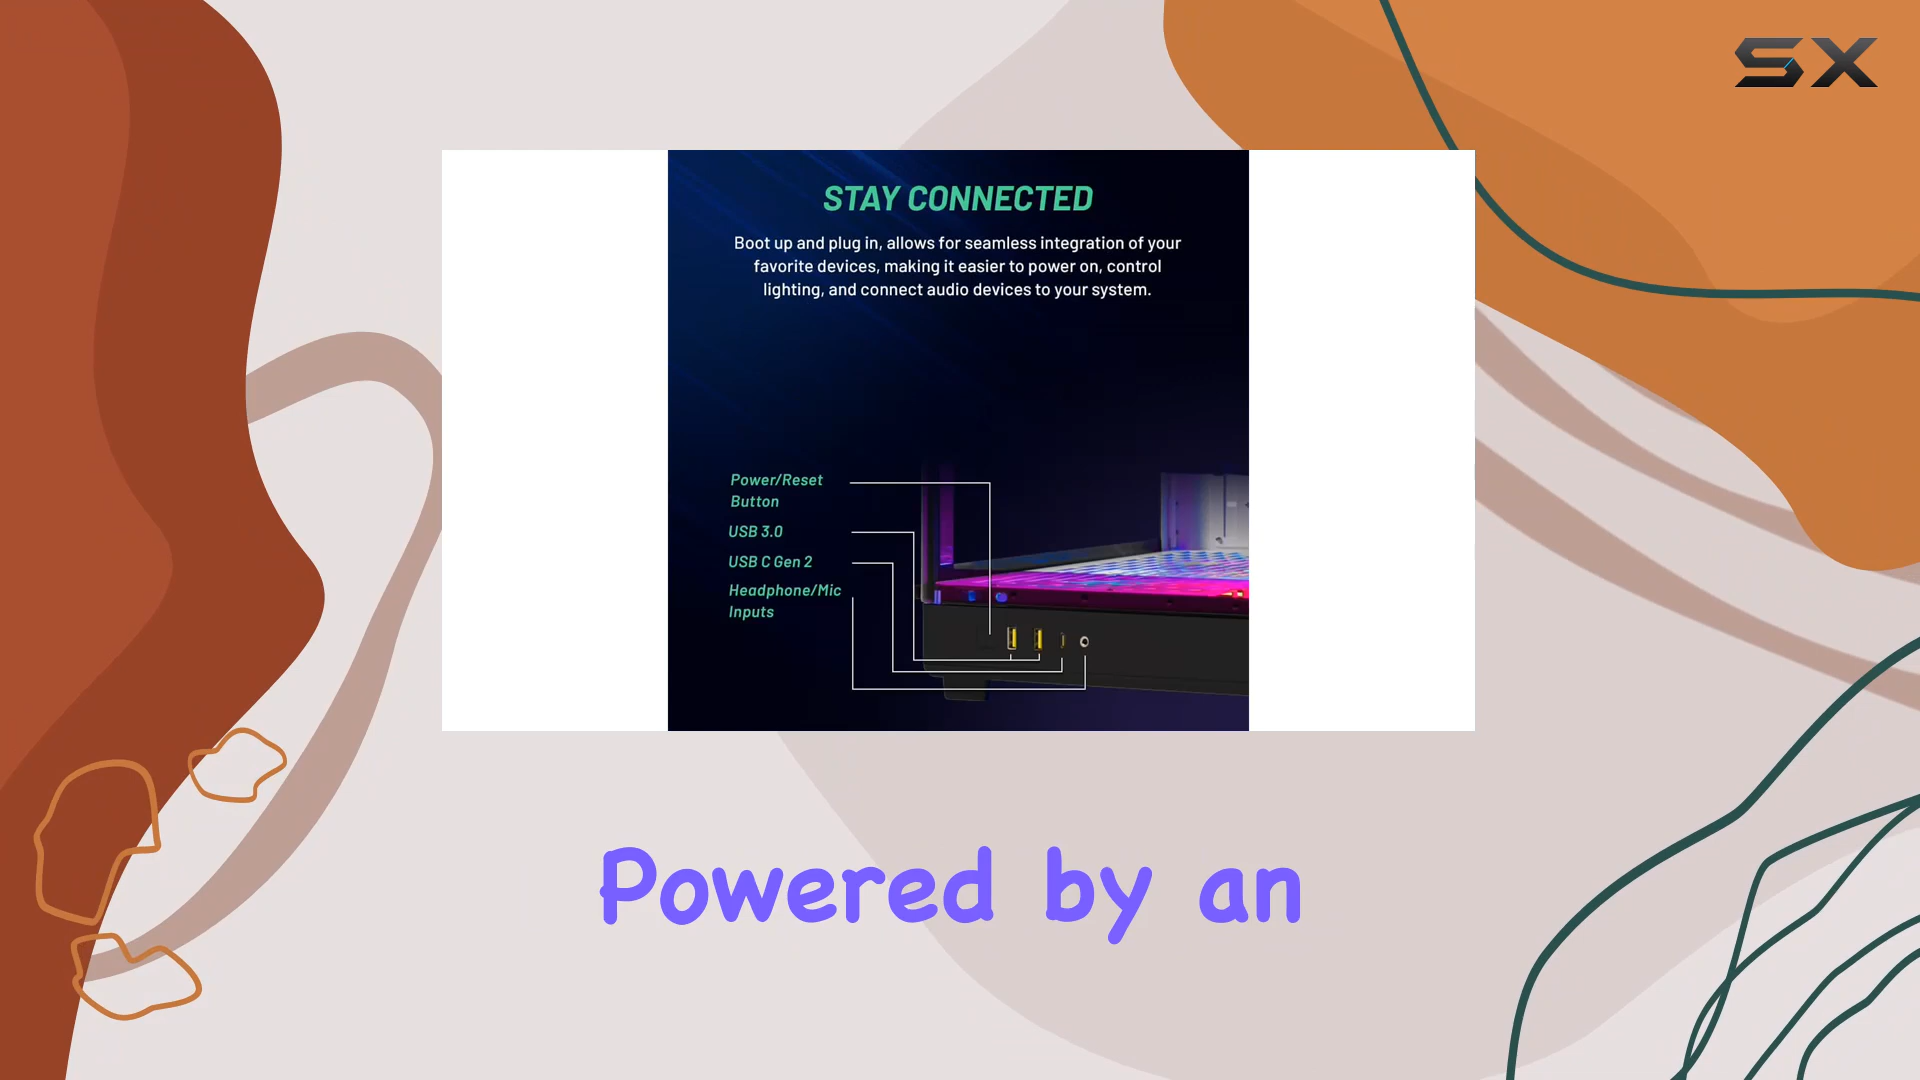 SX
STAY CONNECTED
Boot up and plug in, allows for seamless integration of your
favorite devices, making it easier to power on, control
lighting, and connect audio devices to your system.
Power/Reset
Button
USB 3.0
USB C Gen 2
Headphone/Mic
Inputs
Powered by an